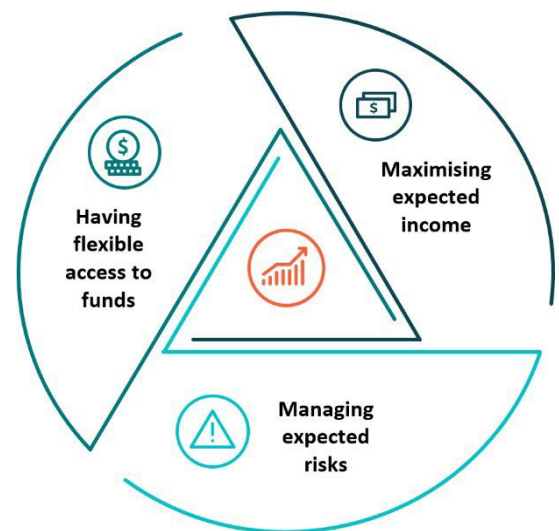 Maximising
expected
income
Having
flexible
access to
funds
Managing
expected
risks
$
$
!